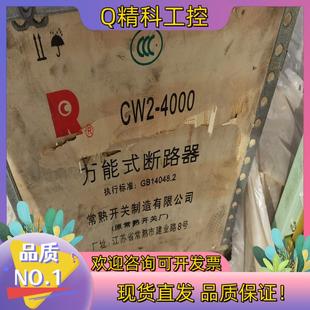 Q精科工控
CCC
R
®
CW2-4000
万能式断路器
执行标准: GB14048.2
常熟开关制造有限公司
(原常熟开关厂)
厂址: 江苏省常熟市建业路8号
品质
NO.1
欢迎咨询可开发票
现货直发 品质保证!